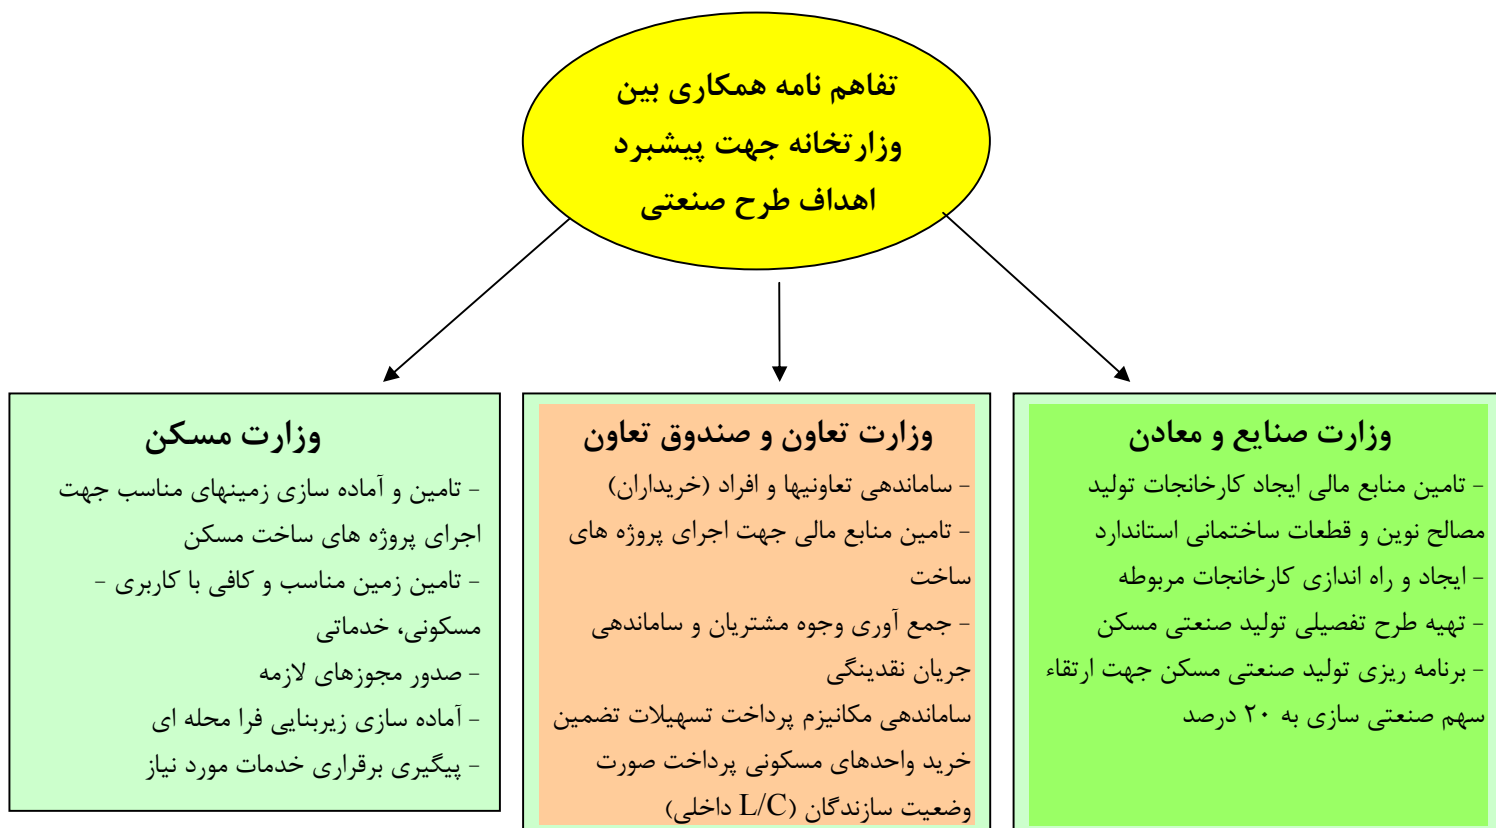 تفاهم نامه همکاری بین
وزارتخانه جهت پیشبرد
اهداف طرح صنعتی
وزارت صنایع و معادن
- تامین منابع مالی ایجاد کارخانجات تولید
مصالح نوین و قطعات ساختمانی استاندارد
- ایجاد و راه اندازی کارخانجات مربوطه
- تهیه طرح تفصیلی تولید صنعتی مسکن
- برنامه ریزی تولید صنعتی مسکن جهت ارتقاء
سهم صنعتی سازی به ۲۰ درصد
وزارت تعاون و صندوق تعاون
- ساماندهی تعاونیها و افراد (خریداران)
- تامین منابع مالی جهت اجرای پروژه های
ساخت
- جمع آوری وجوه مشتریان و ساماندهی
جریان نقدینگی
ساماندهی مکانیزم پرداخت تسهیلات تضمین
خرید واحدهای مسکونی پرداخت صورت
وضعیت سازندگان (L/C داخلی)
وزارت مسکن
- تامین و آماده سازی زمینهای مناسب جهت
اجرای پروژه های ساخت مسکن
- تامین زمین مناسب و کافی با کاربری -
مسکونی، خدماتی
- صدور مجوزهای لازمه
- آماده سازی زیربنایی فرا محله ای
- پیگیری برقراری خدمات مورد نیاز